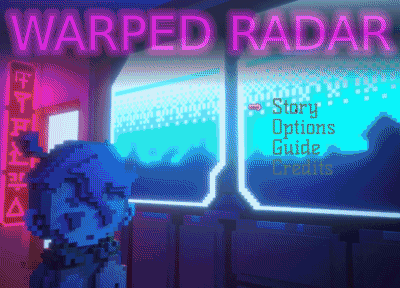 WARPED RADAR
Story
Options
Guide
Credits